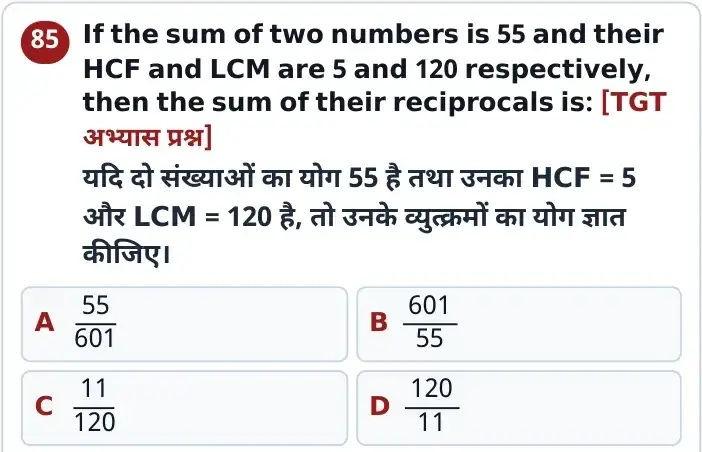 85 If the sum of two numbers is 55 and their
HCF and LCM are 5 and 120 respectively,
then the sum of their reciprocals is: [TGT
अभ्यास प्रश्न]
यदि दो संख्याओं का योग 55 है तथा उनका HCF = 5
और LCM = 120 है, तो उनके व्युत्क्रमों का योग ज्ञात
कीजिए।
A 55/601 B 601/55
C 11/120 D 120/11